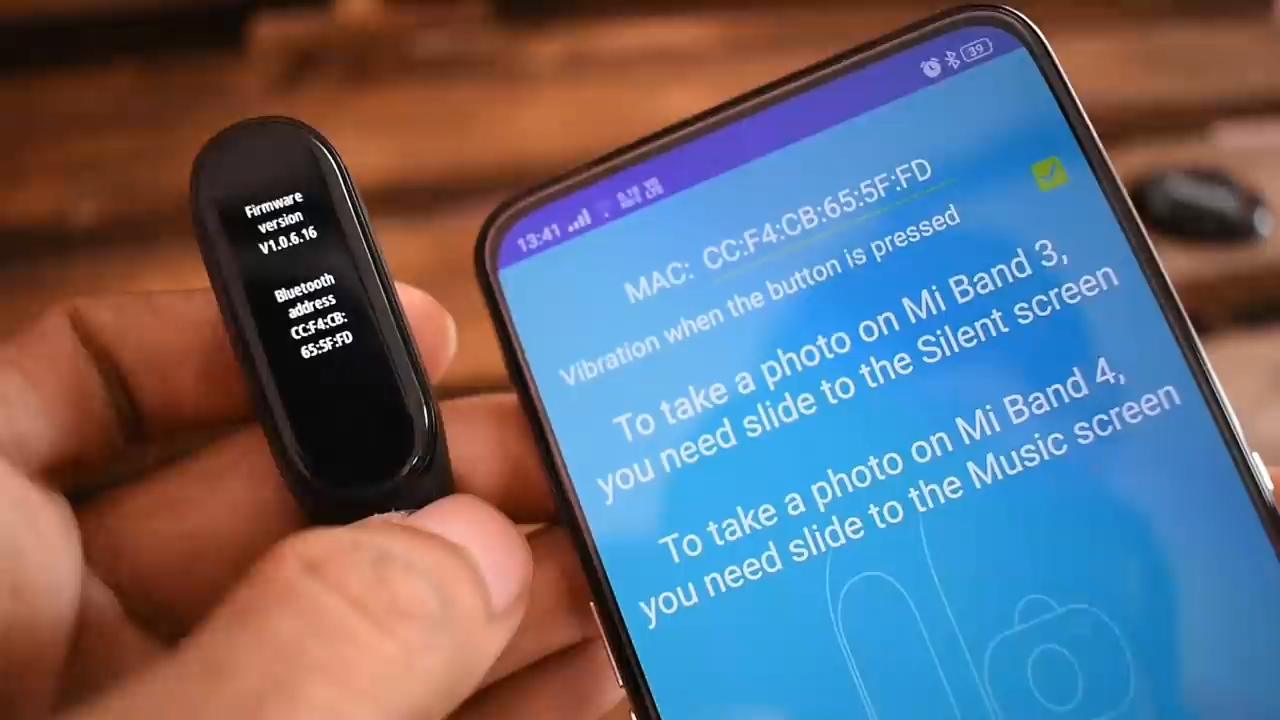 Firmware
version
V1.0.6.16
Bluetooth
address
CC:F4:CB:
65:5F:FD
13:41
39
MAC: CC:F4:CB:65:5F:FD
Vibration when the button is pressed
To take a photo on Mi Band 3,
you need slide to the Silent screen
To take a photo on Mi Band 4,
you need slide to the Music screen